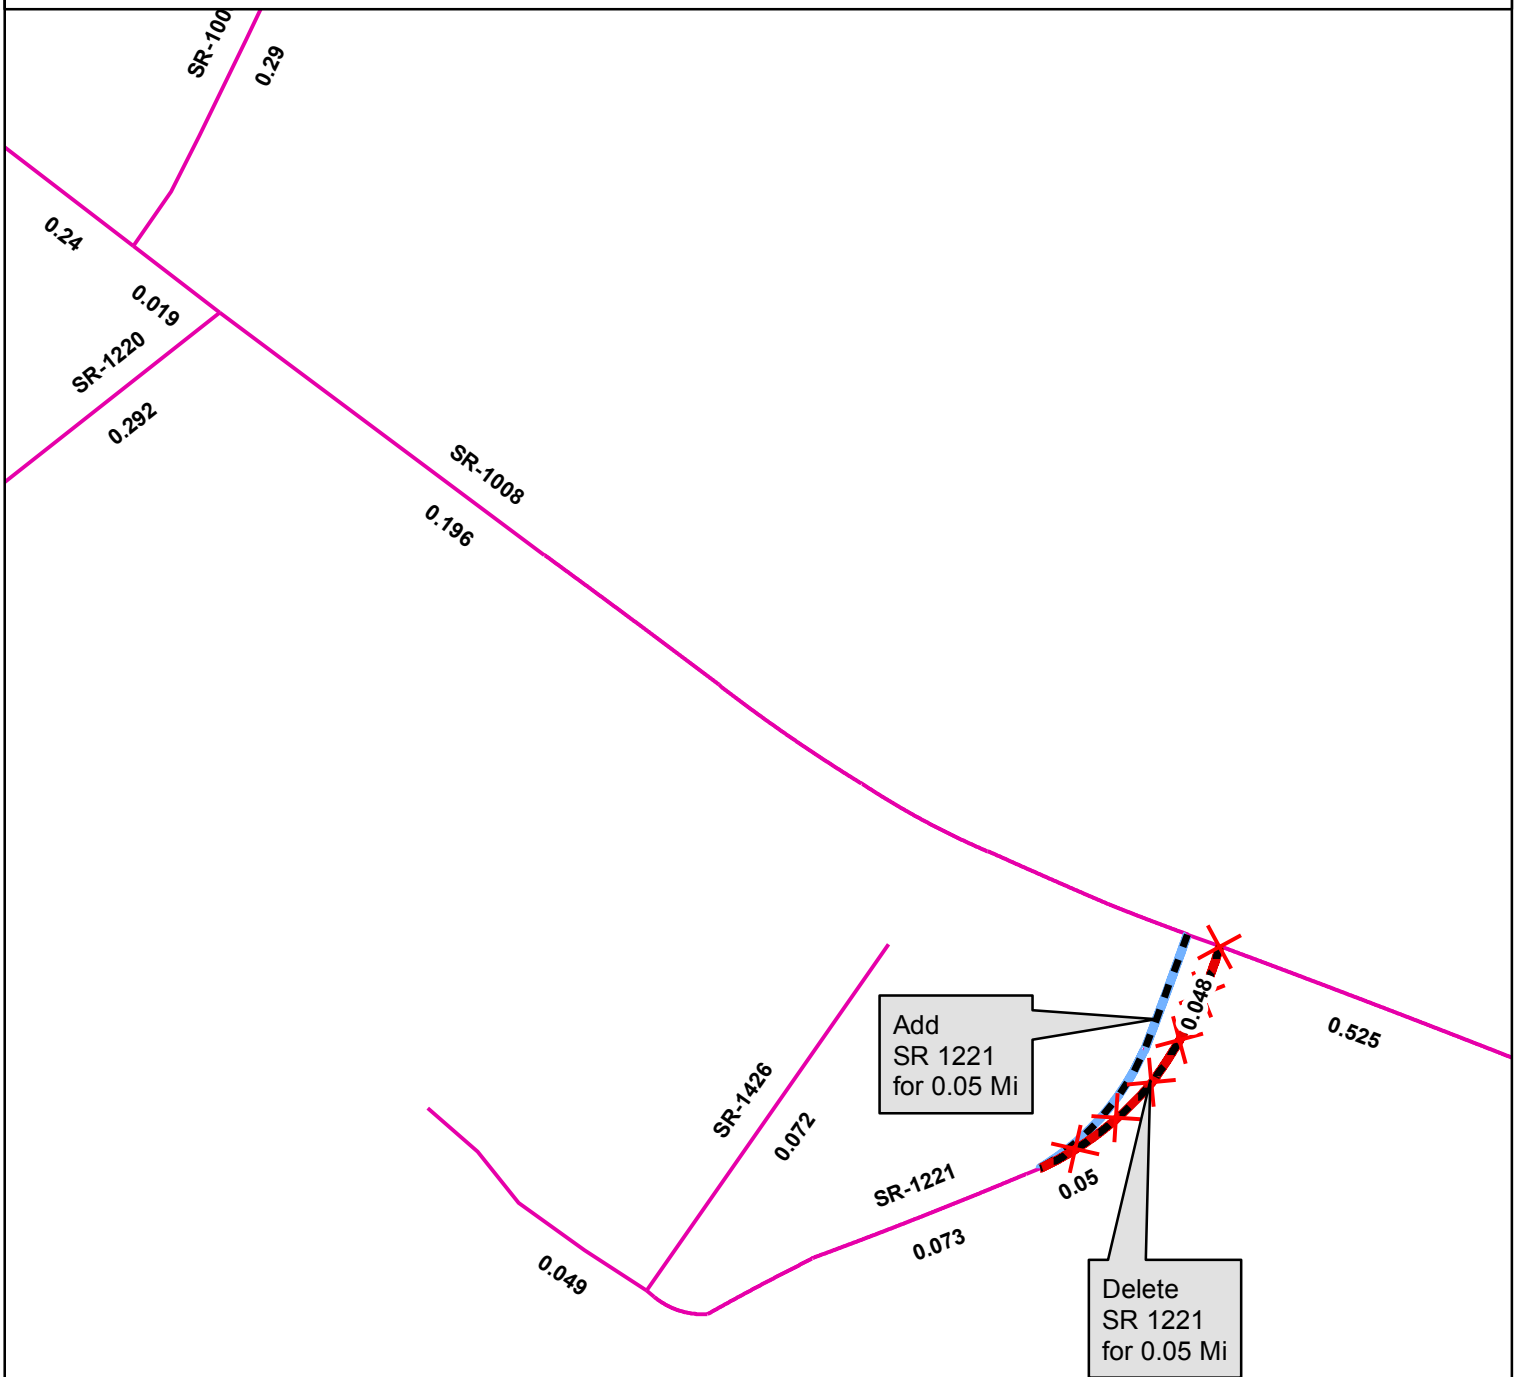 SR-100
0.29
0.24
0.019
SR-1220
0.292
SR-1008
0.196
0.048
Add
SR 1221
for 0.05 Mi
0.525
SR-1426
0.072
SR-1221
0.05
0.073
0.049
Delete
SR 1221
for 0.05 Mi